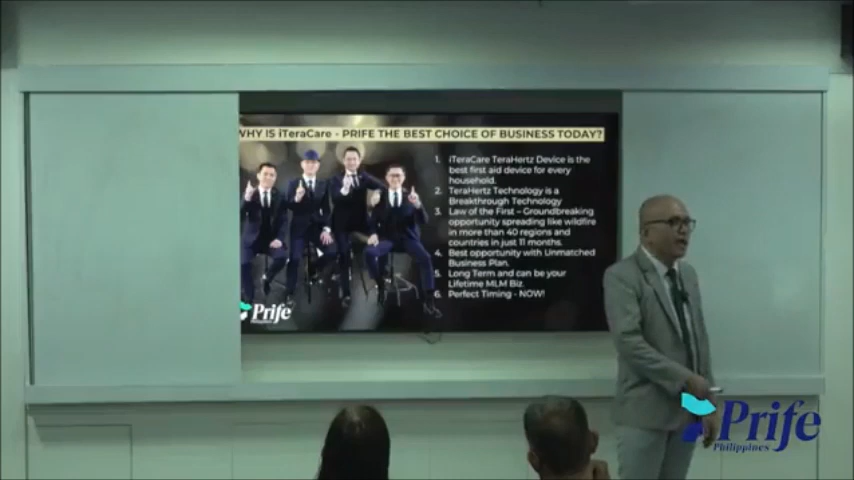 WHY IS iTeraCare - PRIFE THE BEST CHOICE OF BUSINESS TODAY?
1. iTeraCare TeraHertz Device is the
best first aid device for every
household.
2. TeraHertz Technology is a
Breakthrough Technology
3. Law of the First – Groundbreaking
opportunity spreading like wildfire
in more than 40 regions and
countries in just 11 months.
4. Best opportunity with Unmatched
Business Plan.
5. Long Term and can be your
Lifetime MLM Biz.
6. Perfect Timing - NOW!
Prife
Prife
Philippines